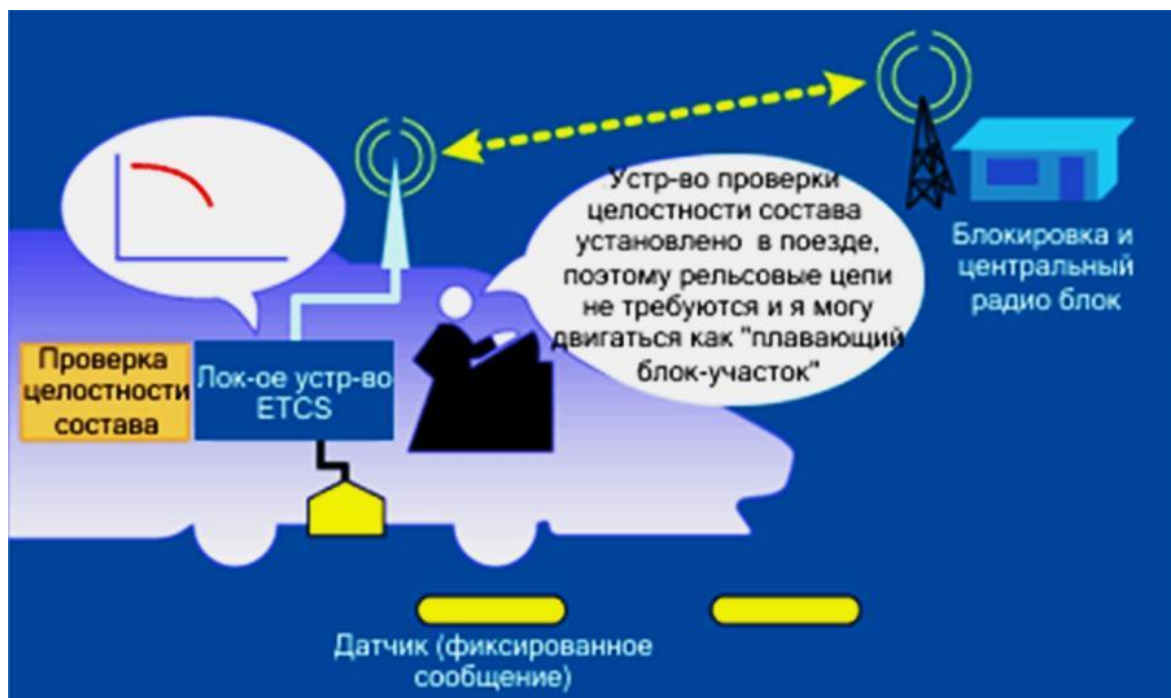 Устр-во проверки
целостности состава
установлено в поезде,
поэтому рельсовые цепи
не требуются и я могу
двигаться как "плавающий
блок-участок"
Блокировка и
центральный
радио блок
Проверка
целостности
состава
Лок-ое устр-во
ETCS
Датчик (фиксированное
сообщение)